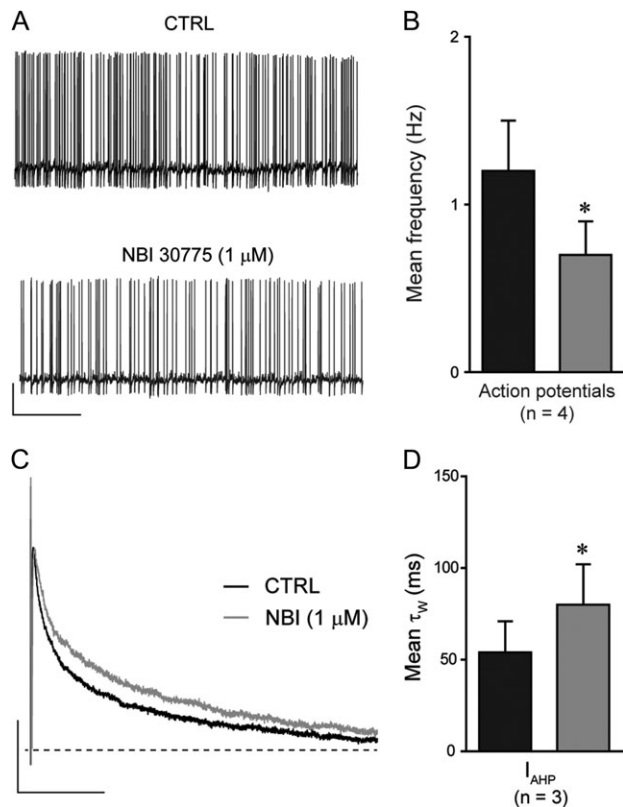 A
CTRL
NBI 30775 (1 μM)
B
Mean frequency (Hz)
2
1
0
*
Action potentials
(n = 4)
C
CTRL
NBI (1 μM)
D
Mean τW (ms)
150
100
50
0
*
IAHP
(n = 3)